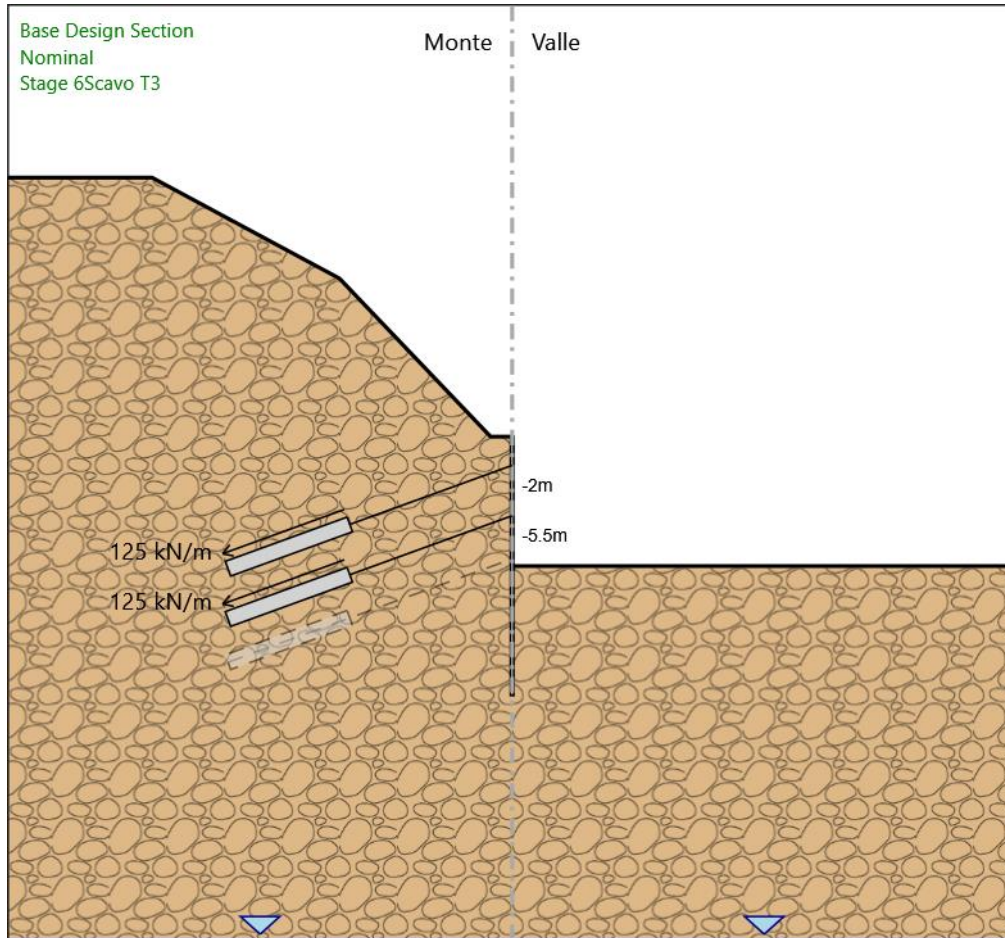 Base Design Section
Nominal
Stage 6Scavo T3
Monte Valle
-2m
-5.5m
125 kN/m
125 kN/m